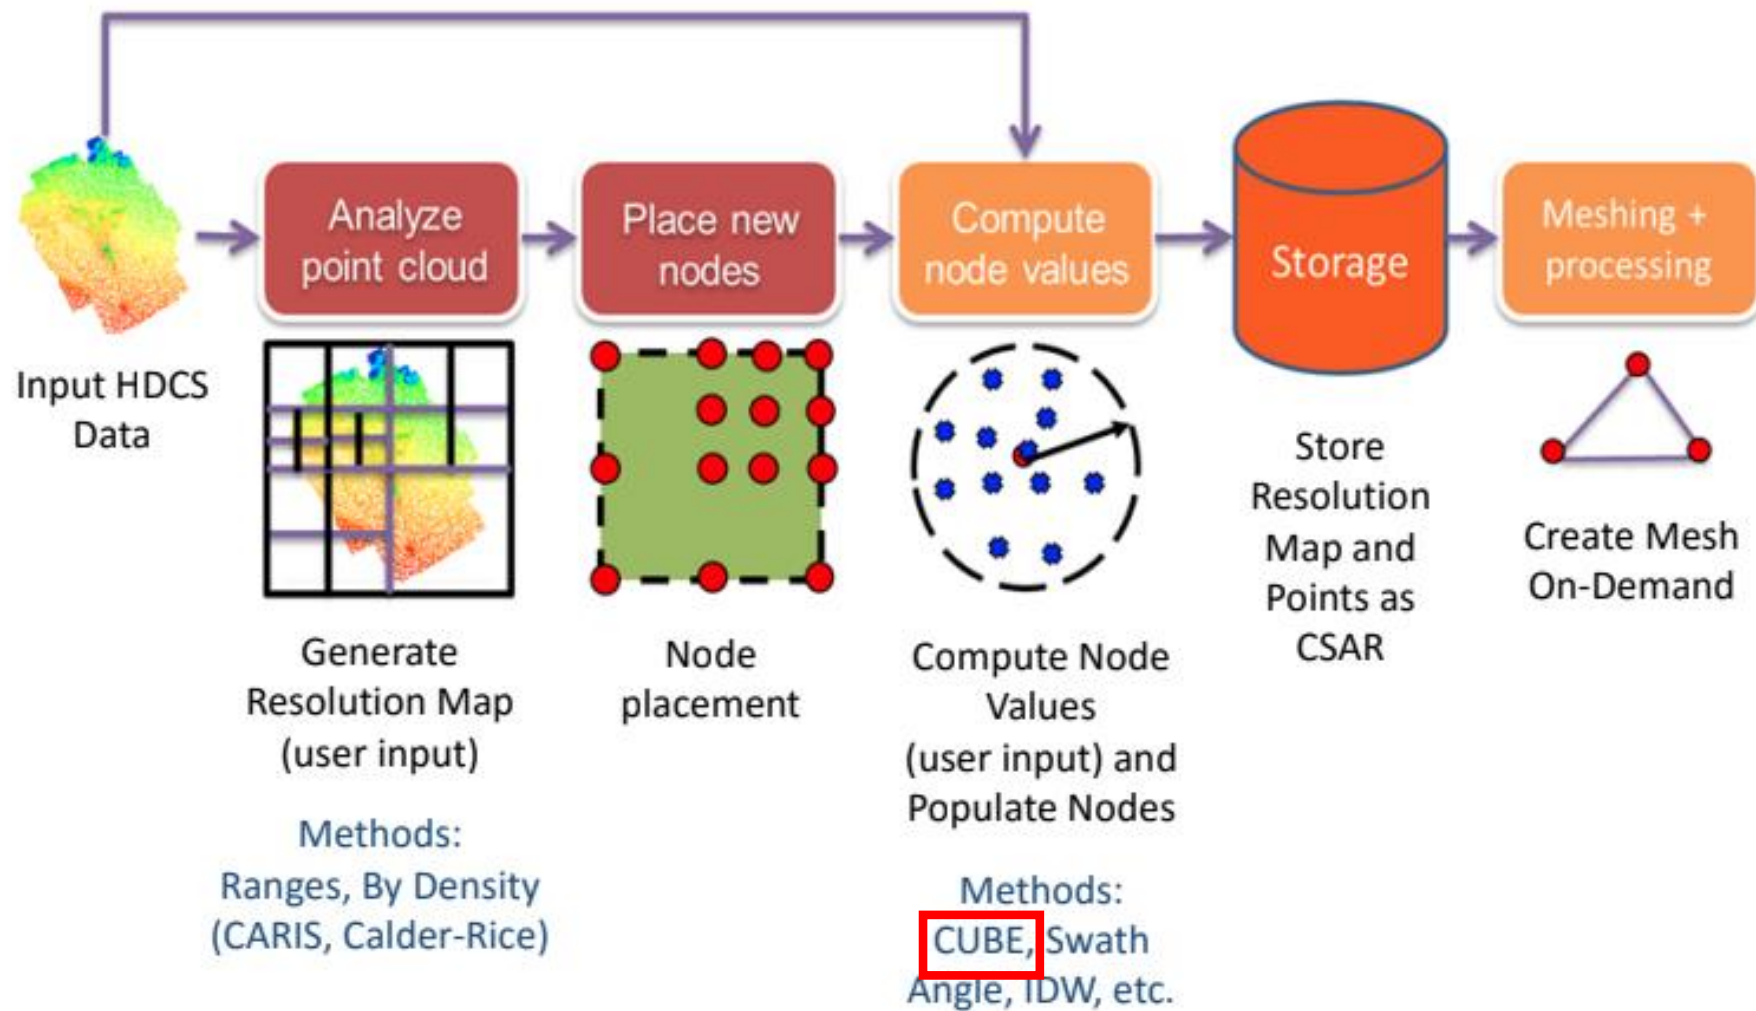 Analyze
point cloud
Place new
nodes
Compute
node values
Storage
Meshing +
processing
Input HDCS
Data
Generate
Resolution Map
(user input)
Methods:
Ranges, By Density
(CARIS, Calder-Rice)
Node
placement
Compute Node
Values
(user input) and
Populate Nodes
Methods:
CUBE, Swath
Angle, IDW, etc.
Store
Resolution
Map and
Points as
CSAR
Create Mesh
On-Demand